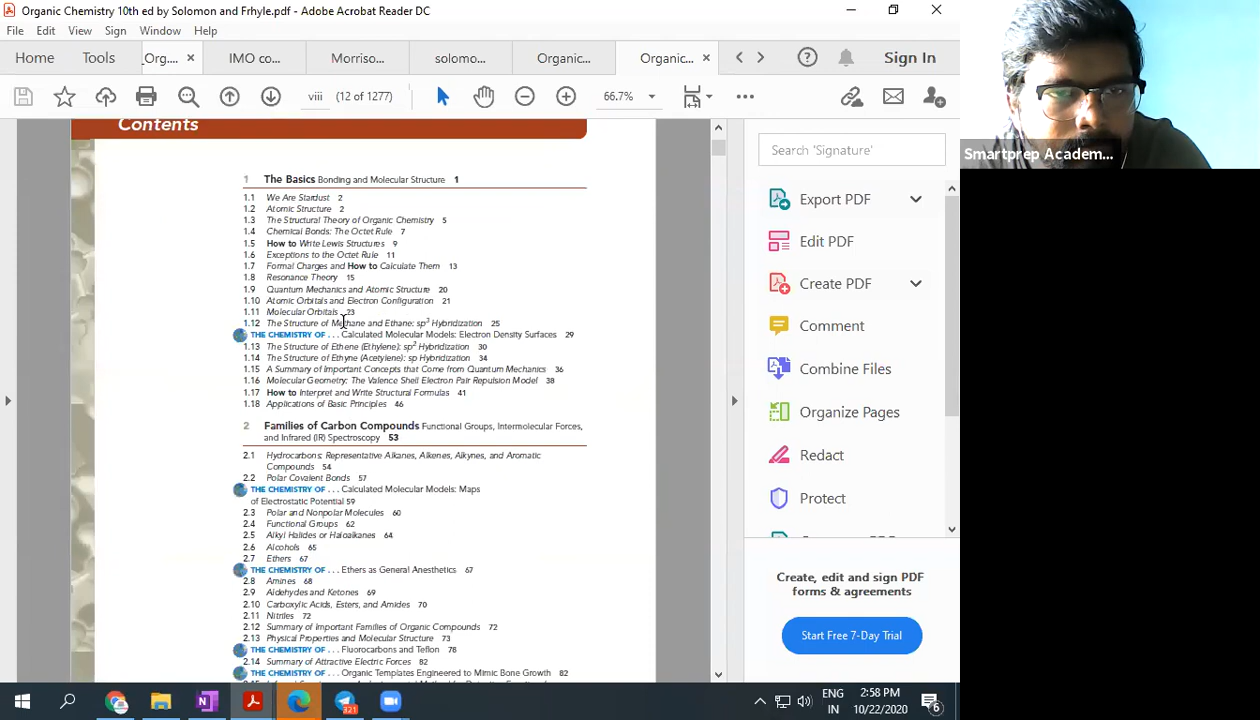 Organic Chemistry 10th ed by Solomon and Frhyle.pdf - Adobe Acrobat Reader DC
File Edit View Sign Window Help
Home Tools _Org.... × IMO co... Morriso... solomo... Organic... Organic... × Sign In
viii (12 of 1277) 66.7%
Contents
Search 'Signature'
Smartprep Academ...
1 The Basics Bonding and Molecular Structure 1
1.1 We Are Stardust 2
1.2 Atomic Structure 2
1.3 The Structural Theory of Organic Chemistry 5
1.4 Chemical Bonds: The Octet Rule 7
1.5 How to Write Lewis Structures 9
1.6 Exceptions to the Octet Rule 11
1.7 Formal Charges and How to Calculate Them 13
1.8 Resonance Theory 15
1.9 Quantum Mechanics and Atomic Structure 20
1.10 Atomic Orbitals and Electron Configuration 21
1.11 Molecular Orbitals 23
1.12 The Structure of Methane and Ethane: sp³ Hybridization 25
THE CHEMISTRY OF . . . Calculated Molecular Models: Electron Density Surfaces 29
1.13 The Structure of Ethene (Ethylene): sp² Hybridization 30
1.14 The Structure of Ethyne (Acetylene): sp Hybridization 34
1.15 A Summary of Important Concepts that Come from Quantum Mechanics 36
1.16 Molecular Geometry: The Valence Shell Electron Pair Repulsion Model 38
1.17 How to Interpret and Write Structural Formulas 41
1.18 Applications of Basic Principles 46
2 Families of Carbon Compounds Functional Groups, Intermolecular Forces,
and Infrared (IR) Spectroscopy 53
2.1 Hydrocarbons: Representative Alkanes, Alkenes, Alkynes, and Aromatic
Compounds 54
2.2 Polar Covalent Bonds 57
THE CHEMISTRY OF . . . Calculated Molecular Models: Maps
of Electrostatic Potential 59
2.3 Polar and Nonpolar Molecules 60
2.4 Functional Groups 62
2.5 Alkyl Halides or Haloalkanes 64
2.6 Alcohols 65
2.7 Ethers 67
THE CHEMISTRY OF . . . Ethers as General Anesthetics 67
2.8 Amines 68
2.9 Aldehydes and Ketones 69
2.10 Carboxylic Acids, Esters, and Amides 70
2.11 Nitriles 72
2.12 Summary of Important Families of Organic Compounds 72
2.13 Physical Properties and Molecular Structure 73
THE CHEMISTRY OF . . . Fluorocarbons and Teflon 78
2.14 Summary of Attractive Electric Forces 82
THE CHEMISTRY OF . . . Organic Templates Engineered to Mimic Bone Growth 82
Export PDF
Edit PDF
Create PDF
Comment
Combine Files
Organize Pages
Redact
Protect
Create, edit and sign PDF
forms & agreements
Start Free 7-Day Trial
821
ENG
IN
2:58 PM
10/22/2020
6